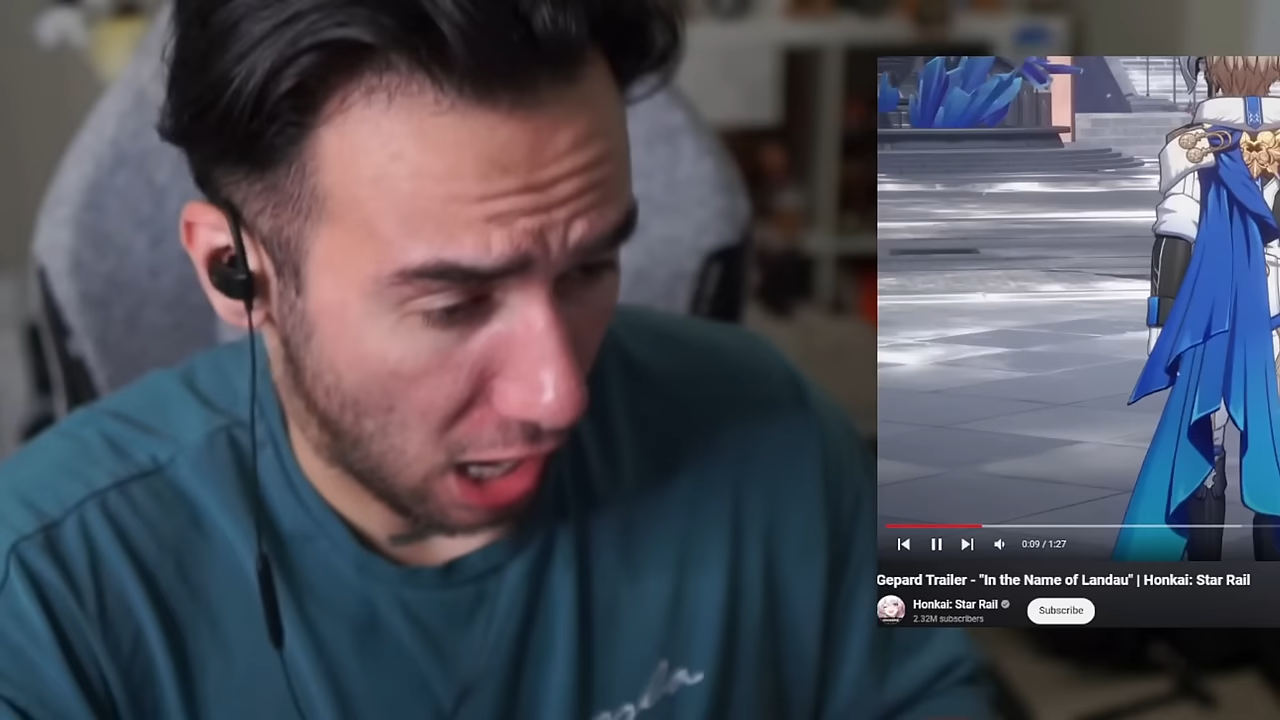 0:09 / 1:27
Gepard Trailer - "In the Name of Landau" | Honkai: Star Rail
Honkai: Star Rail
2.32M subscribers
Subscribe